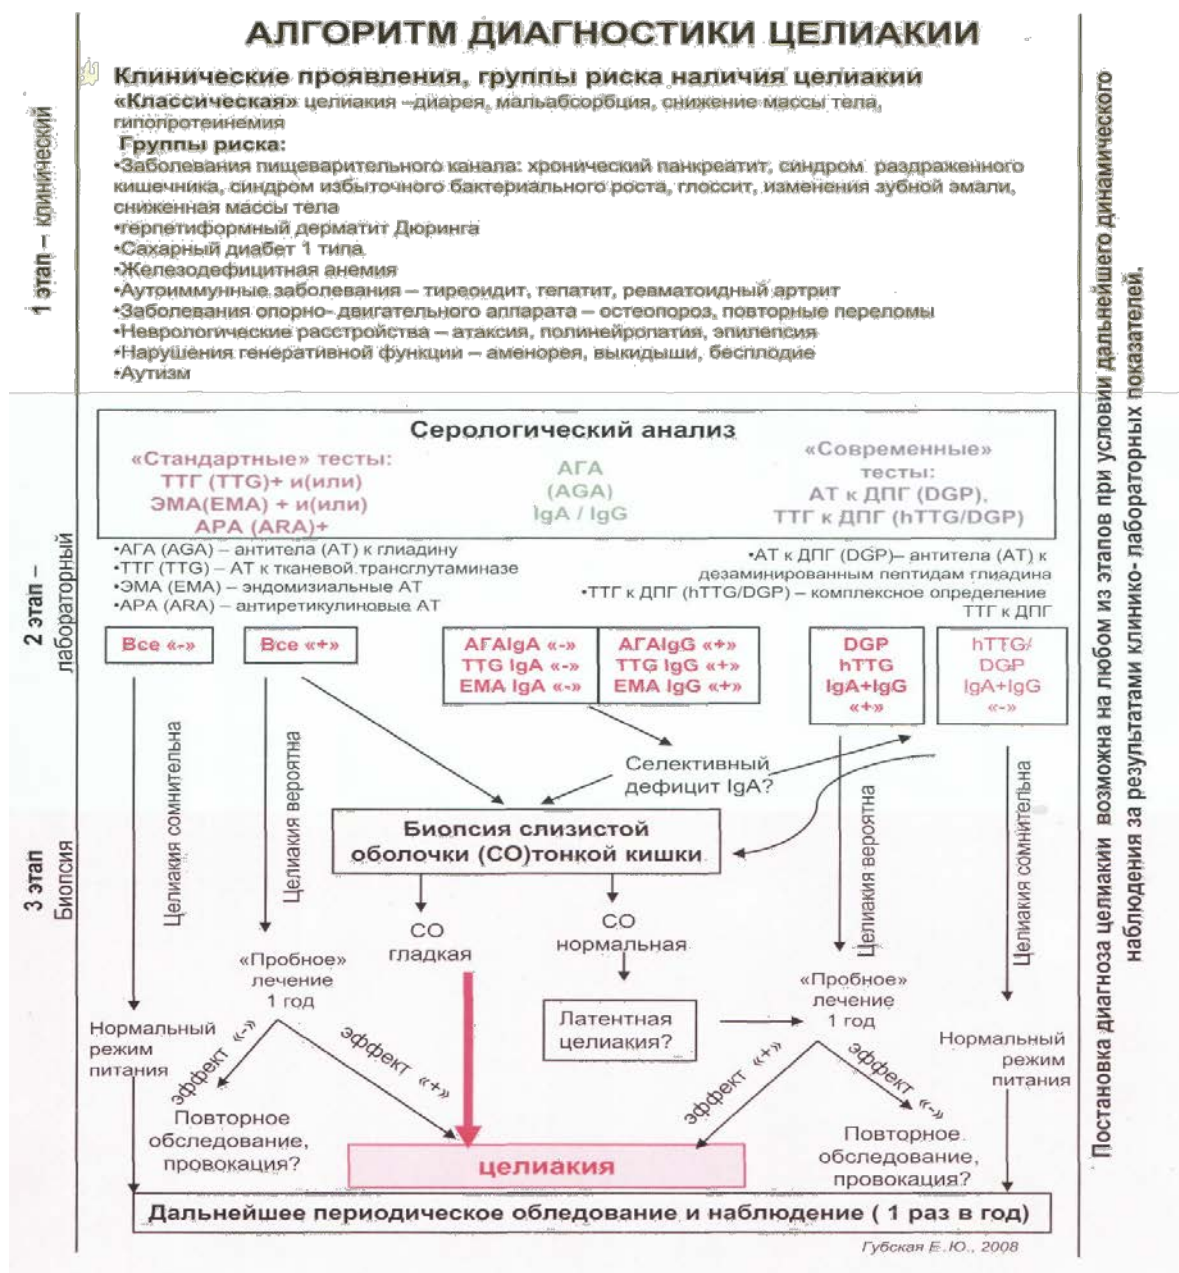 АЛГОРИТМ ДИАГНОСТИКИ ЦЕЛИАКИИ
1 этап – клинический
Клинические проявления, группы риска наличия целиакии
«Классическая» целиакия –диарея, мальабсорбция, снижение массы тела,
гипопротеинемия
Группы риска:
•Заболевания пищеварительного канала: хронический панкреатит, синдром раздраженного
кишечника, синдром избыточного бактериального роста, глоссит, изменения зубной эмали,
сниженная массы тела
•герпетиформный дерматит Дюринга
•Сахарный диабет 1 типа
•Железодефицитная анемия
•Аутоиммунные заболевания – тиреоидит, гепатит, ревматоидный артрит
•Заболевания опорно- двигательного аппарата – остеопороз, повторные переломы
•Неврологические расстройства – атаксия, полинейропатия, эпилепсия
•Нарушения генеративной функции – аменорея, выкидыши, бесплодие
•Аутизм
2 этап –
лабораторный
Серологический анализ
«Стандартные» тесты:
ТТГ (TTG)+ и(или)
ЭМА(EMA) + и(или)
АРА (ARA)+
АГА
(AGA)
IgA / IgG
«Современные»
тесты:
АТ к ДПГ (DGP),
ТТГ к ДПГ (hTTG/DGP)
•АГА (AGA) – антитела (АТ) к глиадину
•ТТГ (TTG) – АТ к тканевой трансглутаминазе
•ЭМА (EMA) – эндомизиальные АТ
•АРА (ARA) – антиретикулиновые АТ
•АТ к ДПГ (DGP)– антитела (АТ) к
дезаминированным пептидам глиадина
•ТТГ к ДПГ (hTTG/DGP) – комплексное определение
ТТГ к ДПГ
Все «-»
Все «+»
АГАIgA «-»
TTG IgA «-»
EMA IgA «-»
АГАIgG «+»
TTG IgG «+»
EMA IgG «+»
DGP
hTTG
IgA+IgG
«+»
hTTG/
DGP
IgA+IgG
«-»
Целиакия сомнительна
Целиакия вероятна
Селективный
дефицит IgA?
Целиакия вероятна
Целиакия сомнительна
3 этап
Биопсия
Биопсия слизистой
оболочки (СО)тонкой кишки
СО
гладкая
СО
нормальная
«Пробное»
лечение
1 год
«Пробное»
лечение
1 год
Латентная
целиакия?
Нормальный
режим
питания
Нормальный
режим
питания
эффект «-»
эффект «+»
эффект «+»
эффект «-»
Повторное
обследование,
провокация?
Повторное
обследование,
провокация?
целиакия
Дальнейшее периодическое обледование и наблюдение ( 1 раз в год)
Губская Е.Ю., 2008
Постановка диагноза целиакии возможна на любом из этапов при условии дальнейшего динамического
наблюдения за результатами клинико- лабораторных показателей.